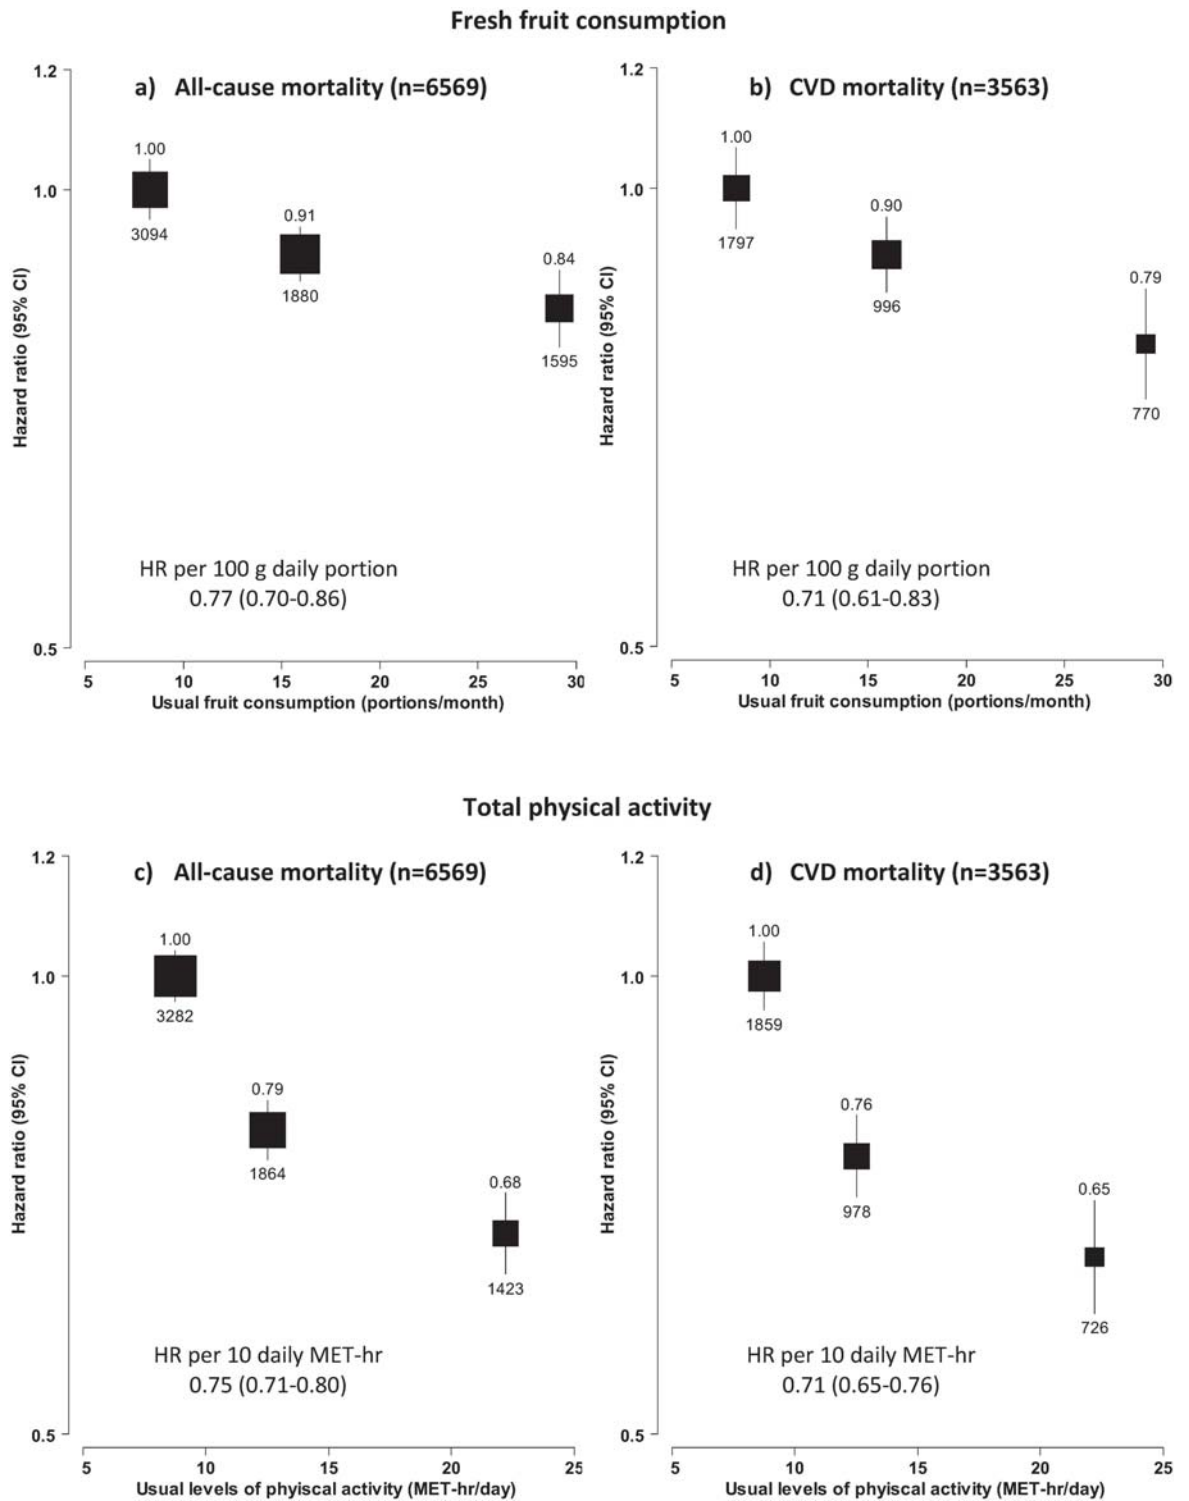 Fresh fruit consumption
a) All-cause mortality (n=6569)
1.2
1.0
0.5
Hazard ratio (95% CI)
1.00
3094
0.91
1880
0.84
1595
HR per 100 g daily portion
0.77 (0.70-0.86)
5 10 15 20 25 30
Usual fruit consumption (portions/month)
b) CVD mortality (n=3563)
1.2
1.0
0.5
Hazard ratio (95% CI)
1.00
1797
0.90
996
0.79
770
HR per 100 g daily portion
0.71 (0.61-0.83)
5 10 15 20 25 30
Usual fruit consumption (portions/month)
Total physical activity
c) All-cause mortality (n=6569)
1.2
1.0
0.5
Hazard ratio (95% CI)
1.00
3282
0.79
1864
0.68
1423
HR per 10 daily MET-hr
0.75 (0.71-0.80)
5 10 15 20 25
Usual levels of phyiscal activity (MET-hr/day)
d) CVD mortality (n=3563)
1.2
1.0
0.5
Hazard ratio (95% CI)
1.00
1859
0.76
978
0.65
726
HR per 10 daily MET-hr
0.71 (0.65-0.76)
5 10 15 20 25
Usual levels of phyiscal activity (MET-hr/day)